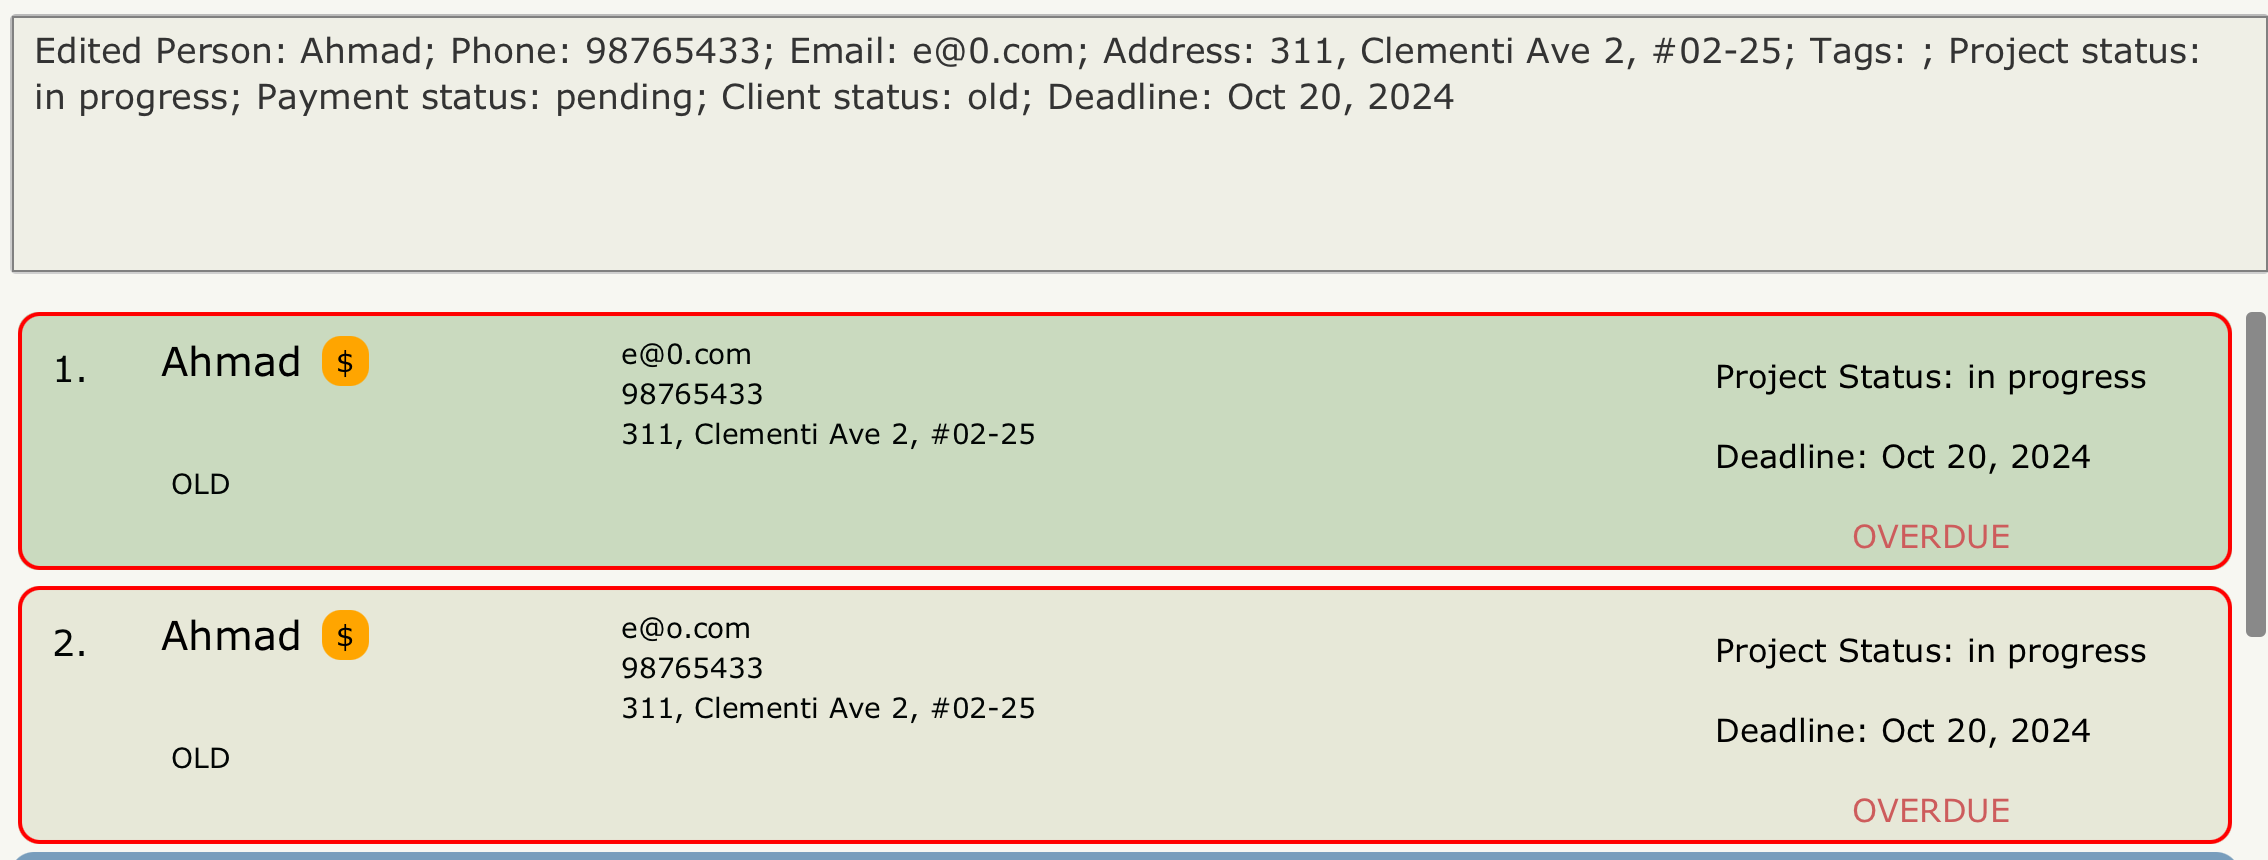 Edited Person: Ahmad; Phone: 98765433; Email: e@0.com; Address: 311, Clementi Ave 2, #02-25; Tags: ; Project status:
in progress; Payment status: pending; Client status: old; Deadline: Oct 20, 2024
1.
Ahmad $
OLD
e@0.com
98765433
311, Clementi Ave 2, #02-25
Project Status: in progress
Deadline: Oct 20, 2024
OVERDUE
2.
Ahmad $
OLD
e@o.com
98765433
311, Clementi Ave 2, #02-25
Project Status: in progress
Deadline: Oct 20, 2024
OVERDUE